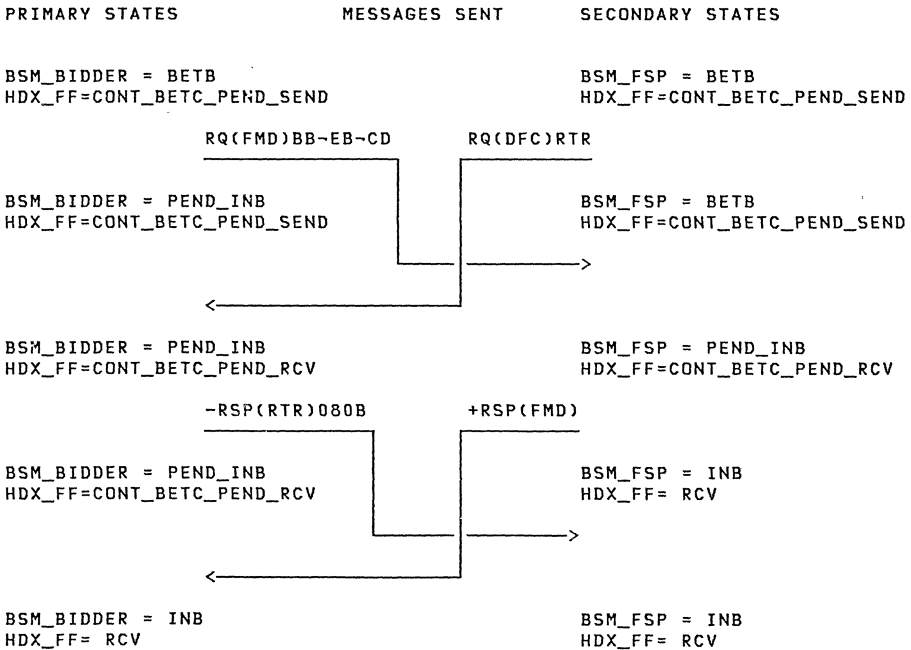 PRIMARY STATES MESSAGES SENT SECONDARY STATES
BSM_BIDDER = BETB BSM_FSP = BETB
HDX_FF=CONT_BETC_PEND_SEND HDX_FF=CONT_BETC_PEND_SEND
RQ(FMD)BB¬EB¬CD RQ(DFC)RTR
BSM_BIDDER = PEND_INB BSM_FSP = BETB
HDX_FF=CONT_BETC_PEND_SEND HDX_FF=CONT_BETC_PEND_SEND
BSM_BIDDER = PEND_INB BSM_FSP = PEND_INB
HDX_FF=CONT_BETC_PEND_RCV HDX_FF=CONT_BETC_PEND_RCV
-RSP(RTR)080B +RSP(FMD)
BSM_BIDDER = PEND_INB BSM_FSP = INB
HDX_FF=CONT_BETC_PEND_RCV HDX_FF= RCV
BSM_BIDDER = INB BSM_FSP = INB
HDX_FF= RCV HDX_FF= RCV